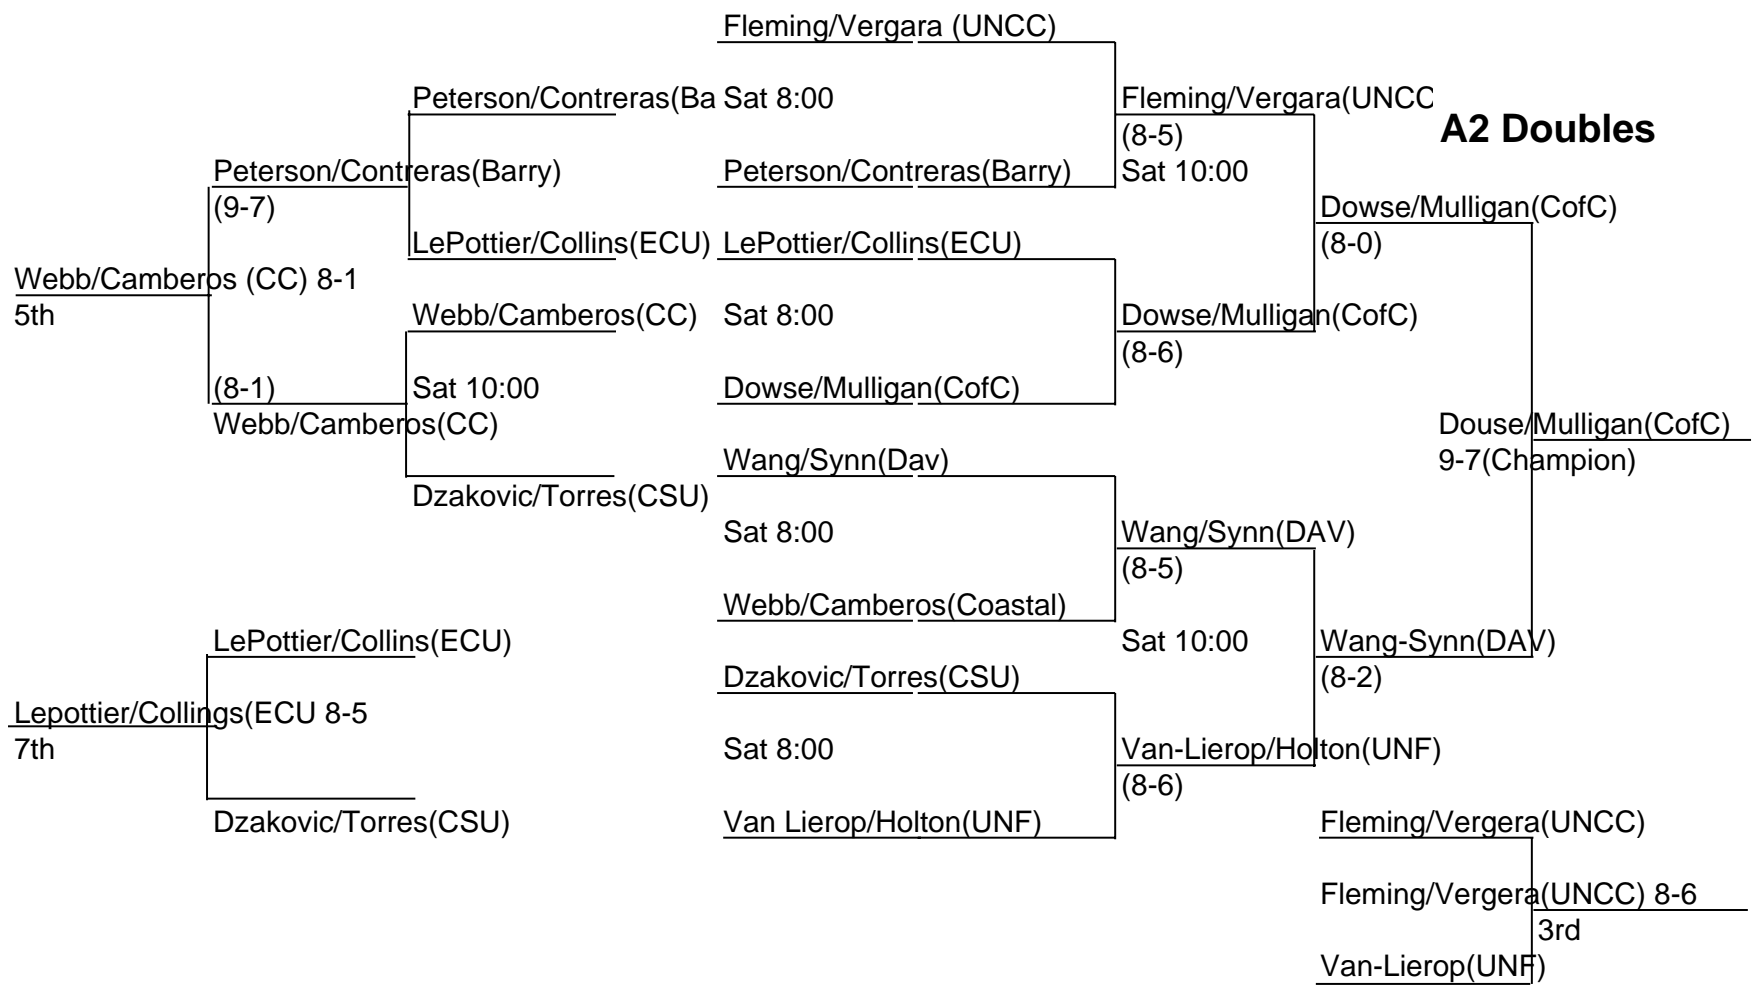 Fleming/Vergara (UNCC)
Peterson/Contreras(Ba Sat 8:00 Fleming/Vergara(UNCC
(8-5) A2 Doubles
Peterson/Contreras(Barry) Peterson/Contreras(Barry) Sat 10:00
(9-7) Dowse/Mulligan(CofC)
LePottier/Collins(ECU) LePottier/Collins(ECU) (8-0)
Webb/Camberos (CC) 8-1
5th Webb/Camberos(CC) Sat 8:00 Dowse/Mulligan(CofC)
(8-6)
(8-1) Sat 10:00 Dowse/Mulligan(CofC)
Webb/Camberos(CC) Douse/Mulligan(CofC)
Wang/Synn(Dav) 9-7(Champion)
Dzakovic/Torres(CSU)
Sat 8:00 Wang/Synn(DAV)
(8-5)
Webb/Camberos(Coastal)
LePottier/Collins(ECU) Sat 10:00 Wang-Synn(DAV)
Dzakovic/Torres(CSU) (8-2)
Lepottier/Collings(ECU 8-5
7th Sat 8:00 Van-Lierop/Holton(UNF)
(8-6)
Dzakovic/Torres(CSU) Van Lierop/Holton(UNF) Fleming/Vergera(UNCC)
Fleming/Vergera(UNCC) 8-6
3rd
Van-Lierop(UNF)